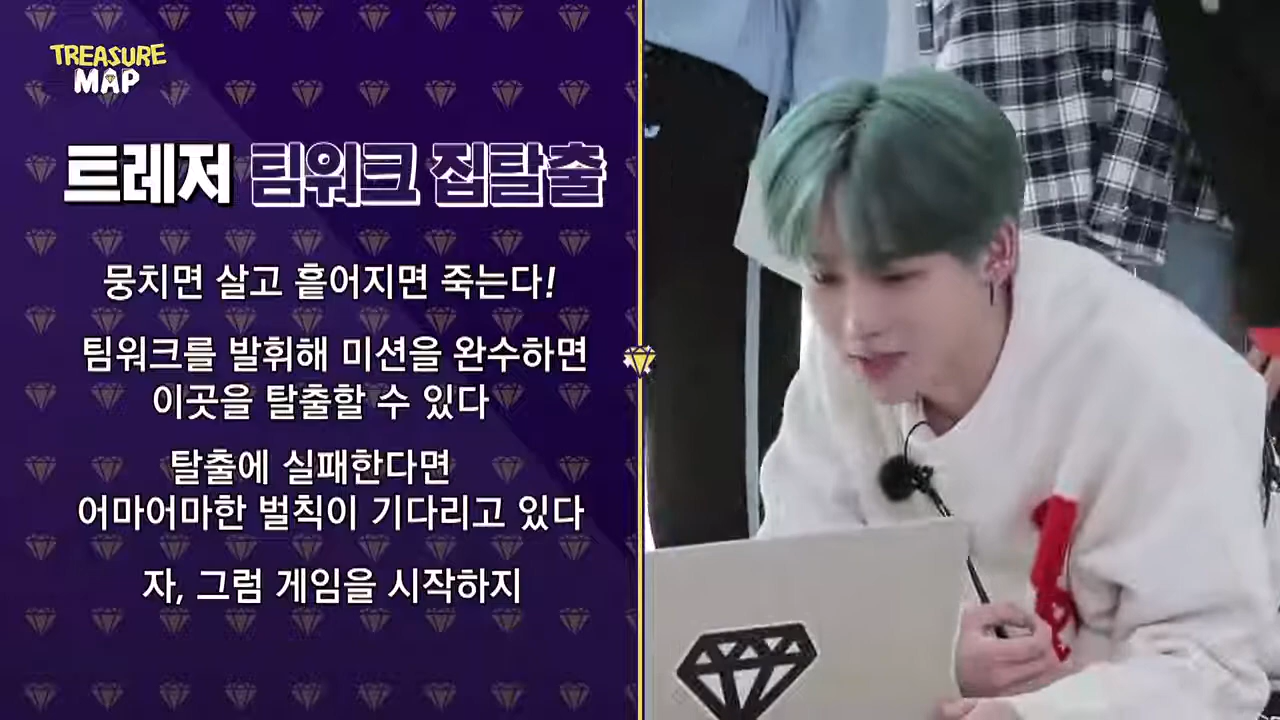 TREASURE
MAP
트레저 팀워크 집탈출
뭉치면 살고 흩어지면 죽는다!
팀워크를 발휘해 미션을 완수하면
이곳을 탈출할 수 있다
탈출에 실패한다면
어마어마한 벌칙이 기다리고 있다
자, 그럼 게임을 시작하지